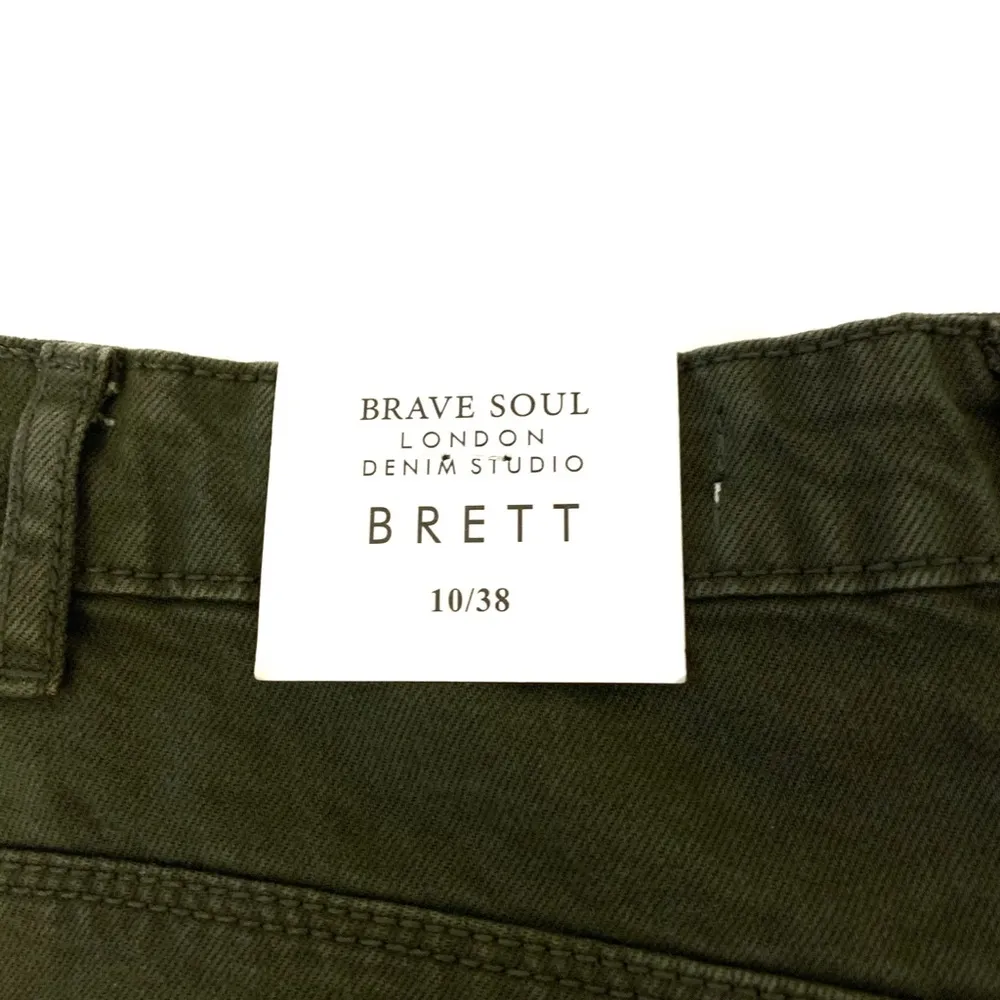 BRAVE SOUL
LONDON
DENIM STUDIO
BRETT
10/38